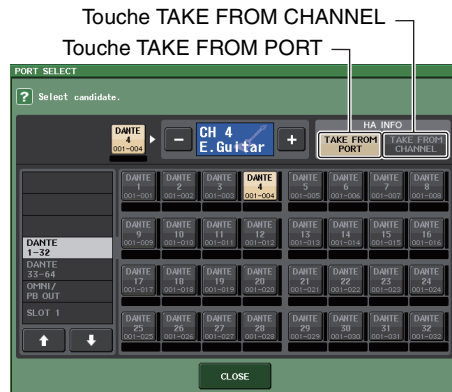 Touche TAKE FROM CHANNEL
Touche TAKE FROM PORT
PORT SELECT
? Select candidate.
HA INFO
DANTE
4
001-004
−
CH 4
E.Guitar
+
TAKE FROM
PORT
TAKE FROM
CHANNEL
DANTE
1-32
DANTE
33-64
OMNI/
PB OUT
SLOT 1
DANTE
1
001-001
DANTE
2
001-002
DANTE
3
001-003
DANTE
4
001-004
DANTE
5
001-005
DANTE
6
001-006
DANTE
7
001-007
DANTE
8
001-008
DANTE
9
001-009
DANTE
10
001-010
DANTE
11
001-011
DANTE
12
001-012
DANTE
13
001-013
DANTE
14
001-014
DANTE
15
001-015
DANTE
16
001-016
DANTE
17
001-017
DANTE
18
001-018
DANTE
19
001-019
DANTE
20
001-020
DANTE
21
001-021
DANTE
22
001-022
DANTE
23
001-023
DANTE
24
001-024
DANTE
25
001-025
DANTE
26
001-026
DANTE
27
001-027
DANTE
28
001-028
DANTE
29
001-029
DANTE
30
001-030
DANTE
31
001-031
DANTE
32
001-032
CLOSE